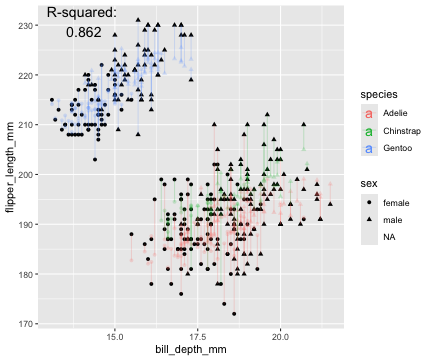 R-squared:
0.862
230
220
210
200
190
180
170
flipper_length_mm
15.0
17.5
20.0
bill_depth_mm
species
a Adelie
a Chinstrap
a Gentoo
sex
female
male
NA